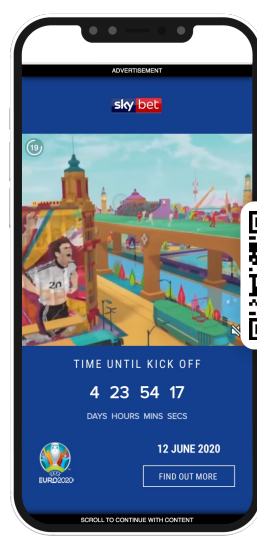 ADVERTISEMENT
sky bet
19
20
TIME UNTIL KICK OFF
4 23 54 17
DAYS HOURS MINS SECS
12 JUNE 2020
UEFA
EURO2020
FIND OUT MORE
SCROLL TO CONTINUE WITH CONTENT